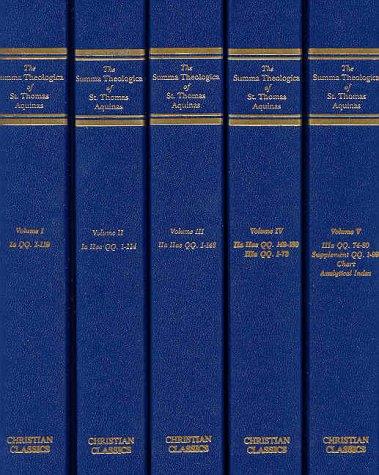 The
Summa Theologica
of
St. Thomas
Aquinas
Volume I
Ia QQ. 1-119
CHRISTIAN
CLASSICS
The
Summa Theologica
of
St. Thomas
Aquinas
Volume II
Ia IIae QQ. 1-114
CHRISTIAN
CLASSICS
The
Summa Theologica
of
St. Thomas
Aquinas
Volume III
IIa IIae QQ. 1-148
CHRISTIAN
CLASSICS
The
Summa Theologica
of
St. Thomas
Aquinas
Volume IV
IIa IIae QQ. 149-189
IIIa QQ. 1-73
CHRISTIAN
CLASSICS
The
Summa Theologica
of
St. Thomas
Aquinas
Volume V
IIIa QQ. 74-90
Supplement QQ. 1-99
Chart
Analytical Index
CHRISTIAN
CLASSICS